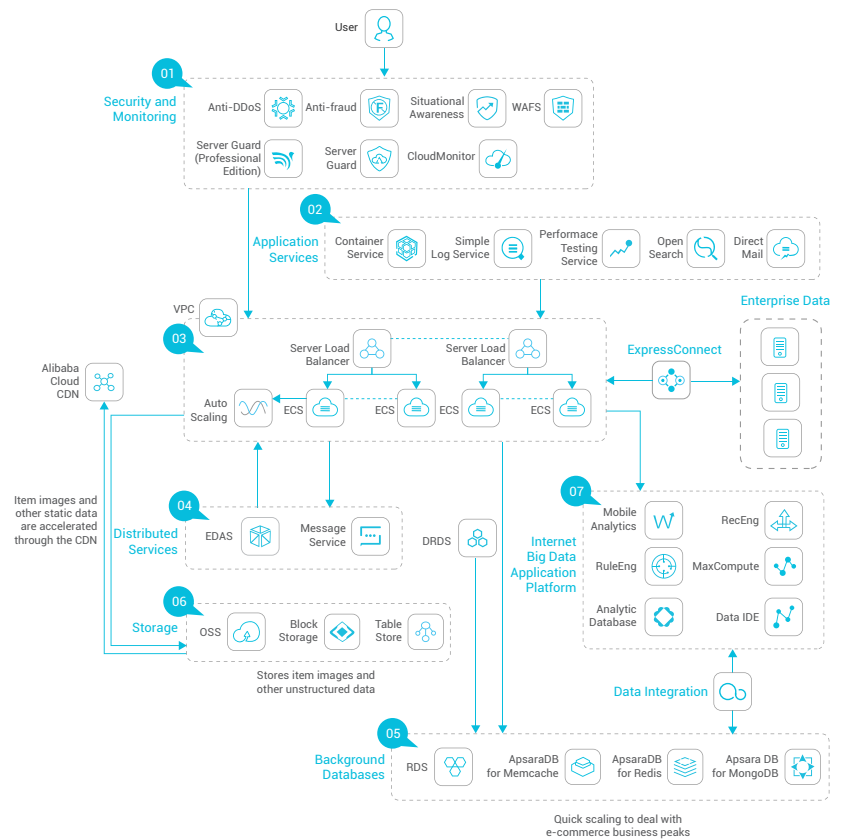 User
01
Security and
Monitoring
Anti-DDoS
Anti-fraud
Situational
Awareness
WAFS
Server Guard
(Professional
Edition)
Server
Guard
CloudMonitor
02
Application
Services
Container
Service
Simple
Log Service
Performace
Testing
Service
Open
Search
Direct
Mail
VPC
03
Server Load
Balancer
Server Load
Balancer
Auto
Scaling
ECS
ECS
ECS
ECS
ExpressConnect
Enterprise Data
Alibaba
Cloud
CDN
Item images and
other static data
are accelerated
through the CDN
04
Distributed
Services
EDAS
Message
Service
DRDS
07
Internet
Big Data
Application
Platform
Mobile
Analytics
RecEng
RuleEng
MaxCompute
Analytic
Database
Data IDE
06
Storage
OSS
Block
Storage
Table
Store
Stores item images and
other unstructured data
Data Integration
05
Background
Databases
RDS
ApsaraDB
for Memcache
ApsaraDB
for Redis
Apsara DB
for MongoDB
Quick scaling to deal with
e-commerce business peaks